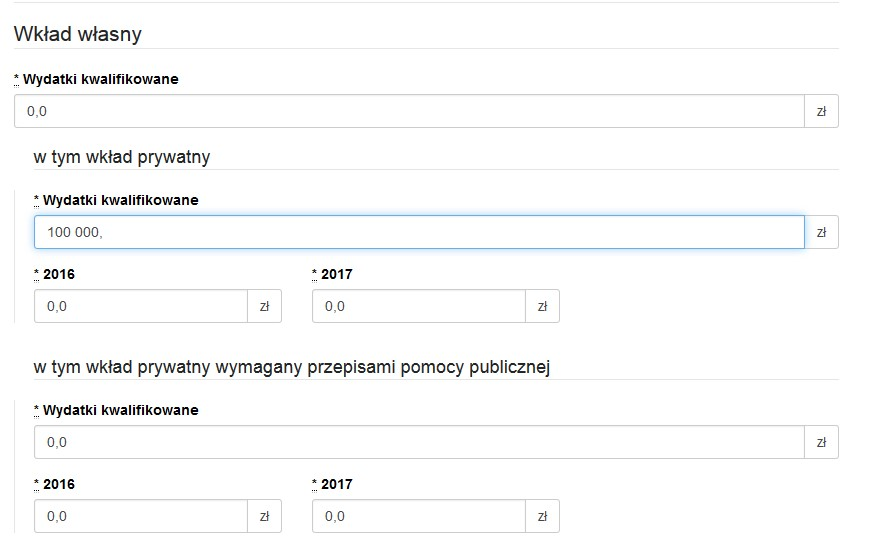 Wkład własny
* Wydatki kwalifikowane
0,0 zł
w tym wkład prywatny
* Wydatki kwalifikowane
100 000, zł
* 2016 * 2017
0,0 zł 0,0 zł
w tym wkład prywatny wymagany przepisami pomocy publicznej
* Wydatki kwalifikowane
0,0 zł
* 2016 * 2017
0,0 zł 0,0 zł